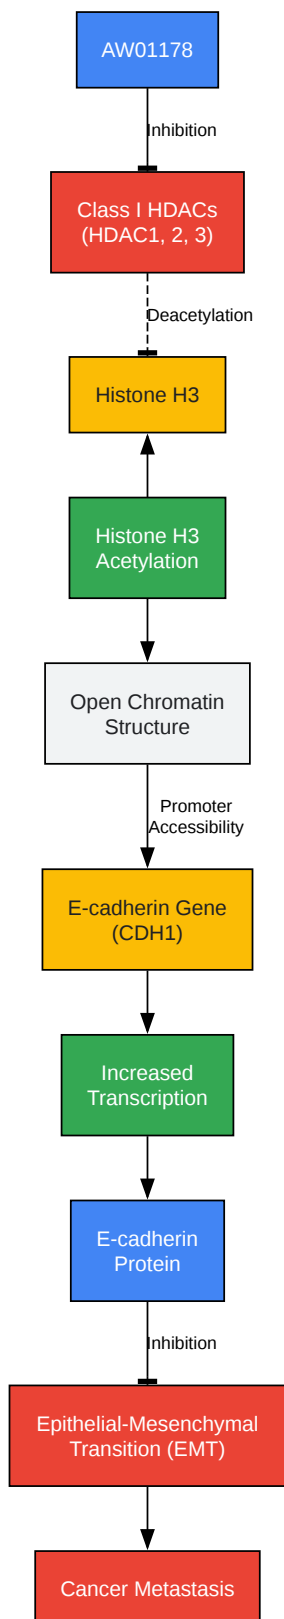 AW01178
Inhibition
Class I HDACs
(HDAC1, 2, 3)
Deacetylation
Histone H3
Histone H3
Acetylation
Open Chromatin
Structure
Promoter
Accessibility
E-cadherin Gene
(CDH1)
Increased
Transcription
E-cadherin
Protein
Inhibition
Epithelial-Mesenchymal
Transition (EMT)
Cancer Metastasis